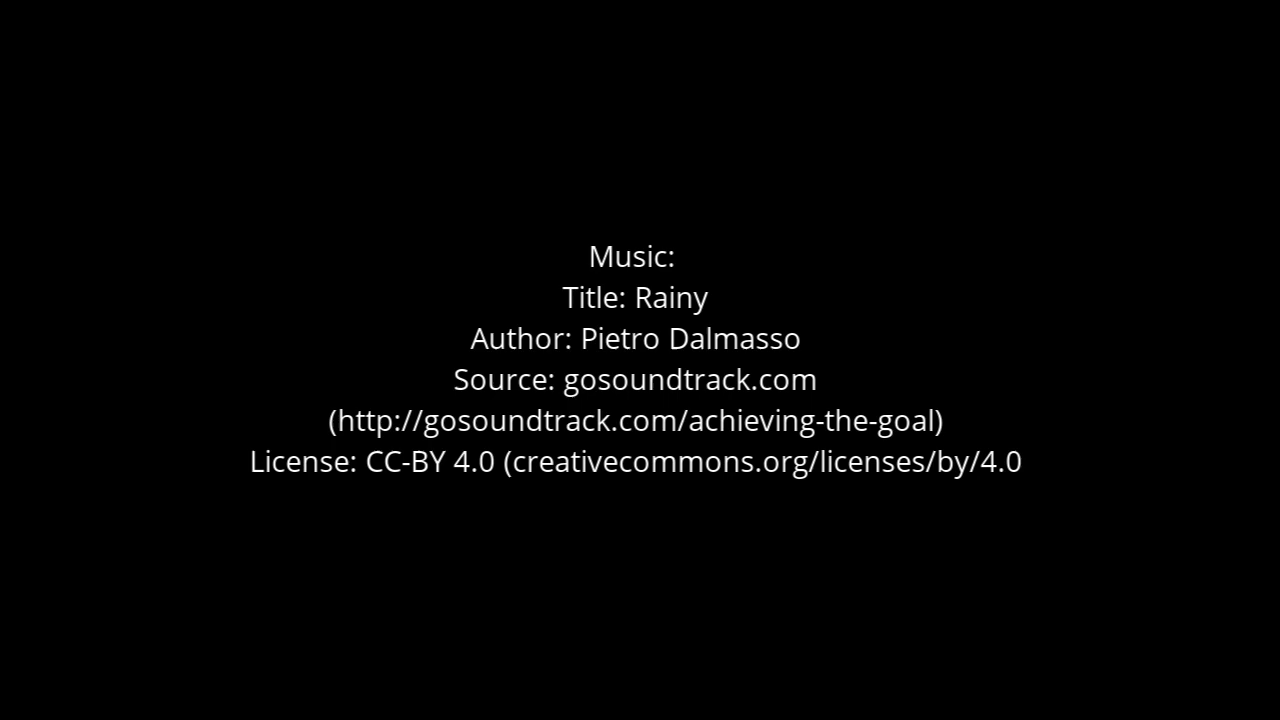 Music:
Title: Rainy
Author: Pietro Dalmasso
Source: gosoundtrack.com
(http://gosoundtrack.com/achieving-the-goal)
License: CC-BY 4.0 (creativecommons.org/licenses/by/4.0